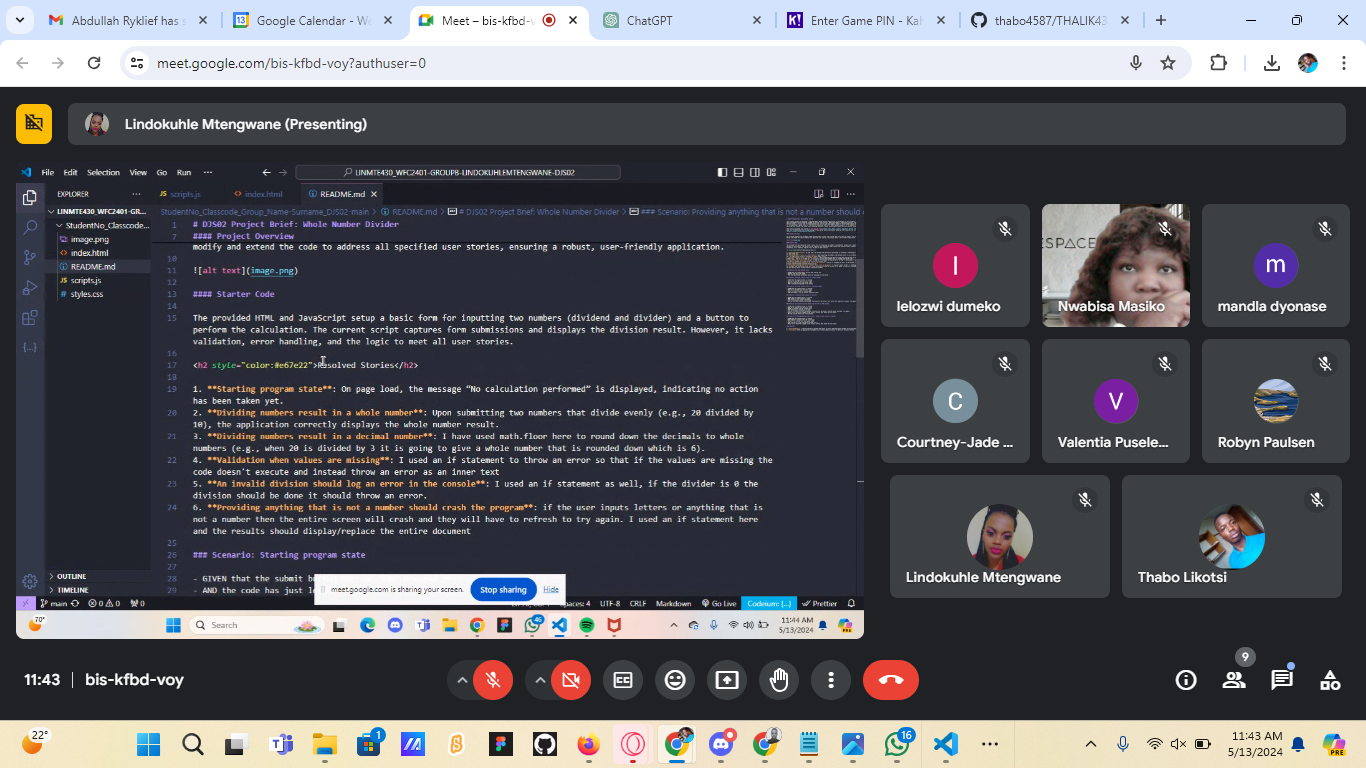 Abdullah Ryklief has s
Google Calendar - We
Meet – bis-kfbd-v
ChatGPT
Enter Game PIN - Kah
thabo4587/THALIK43
meet.google.com/bis-kfbd-voy?authuser=0
Lindokuhle Mtengwane (Presenting)
File Edit Selection View Go Run
LINMTE430_WFC2401-GROUPB-LINDOKUHLEMTENGWANE-DJS02
EXPLORER
scripts.js
index.html
README.md
LINMTE430_WFC2401-GR...
StudentNo_Classcode_Group_Name-Surname_DJS02-main > README.md > # DJS02 Project Brief: Whole Number Divider > ### Scenario: Providing anything that is not a number should
StudentNo_Classcode...
image.png
index.html
README.md
scripts.js
styles.css
1 # DJS02 Project Brief: Whole Number Divider
7 #### Project Overview
modify and extend the code to address all specified user stories, ensuring a robust, user-friendly application.
10
11 ![alt text](image.png)
12
13 #### Starter Code
14
15 The provided HTML and JavaScript setup a basic form for inputting two numbers (dividend and divider) and a button to
perform the calculation. The current script captures form submissions and displays the division result. However, it lacks
validation, error handling, and the logic to meet all user stories.
16
17 <h2 style="color:#e67e22">Resolved Stories</h2>
18
19 1. **Starting program state**: On page load, the message “No calculation performed” is displayed, indicating no action
has been taken yet.
20 2. **Dividing numbers result in a whole number**: Upon submitting two numbers that divide evenly (e.g., 20 divided by
10), the application correctly displays the whole number result.
21 3. **Dividing numbers result in a decimal number**: I have used math.floor here to round down the decimals to whole
numbers (e.g., when 20 is divided by 3 it is going to give a whole number that is rounded down which is 6).
22 4. **Validation when values are missing**: I used an if statement to throw an error so that if the values are missing the
code doesn't execute and instead throw an error as an inner text
23 5. **An invalid division should log an error in the console**: I used an if statement as well, if the divider is 0 the
division should be done it should throw an error.
24 6. **Providing anything that is not a number should crash the program**: if the user inputs letters or anything that is
not a number then the entire screen will crash and they will have to refresh to try again. I used an if statement here
and the results should display/replace the entire document
25
26 ### Scenario: Starting program state
27
28 - GIVEN that the submit b
29 - AND the code has just l
OUTLINE
TIMELINE
meet.google.com is sharing your screen.
Stop sharing
Hide
main
0 0
0
Spaces: 4
UTF-8
CRLF
Markdown
Go Live
Codeium: {...}
Prettier
70°
Search
46
11:44 AM
5/13/2024
PRE
l
lelozwi dumeko
ESPACE
Nwabisa Masiko
m
mandla dyonase
C
Courtney-Jade ...
V
Valentia Pusele...
Robyn Paulsen
Lindokuhle Mtengwane
Thabo Likotsi
11:43 | bis-kfbd-voy
9
22°
1
16
11:43 AM
5/13/2024
PRE